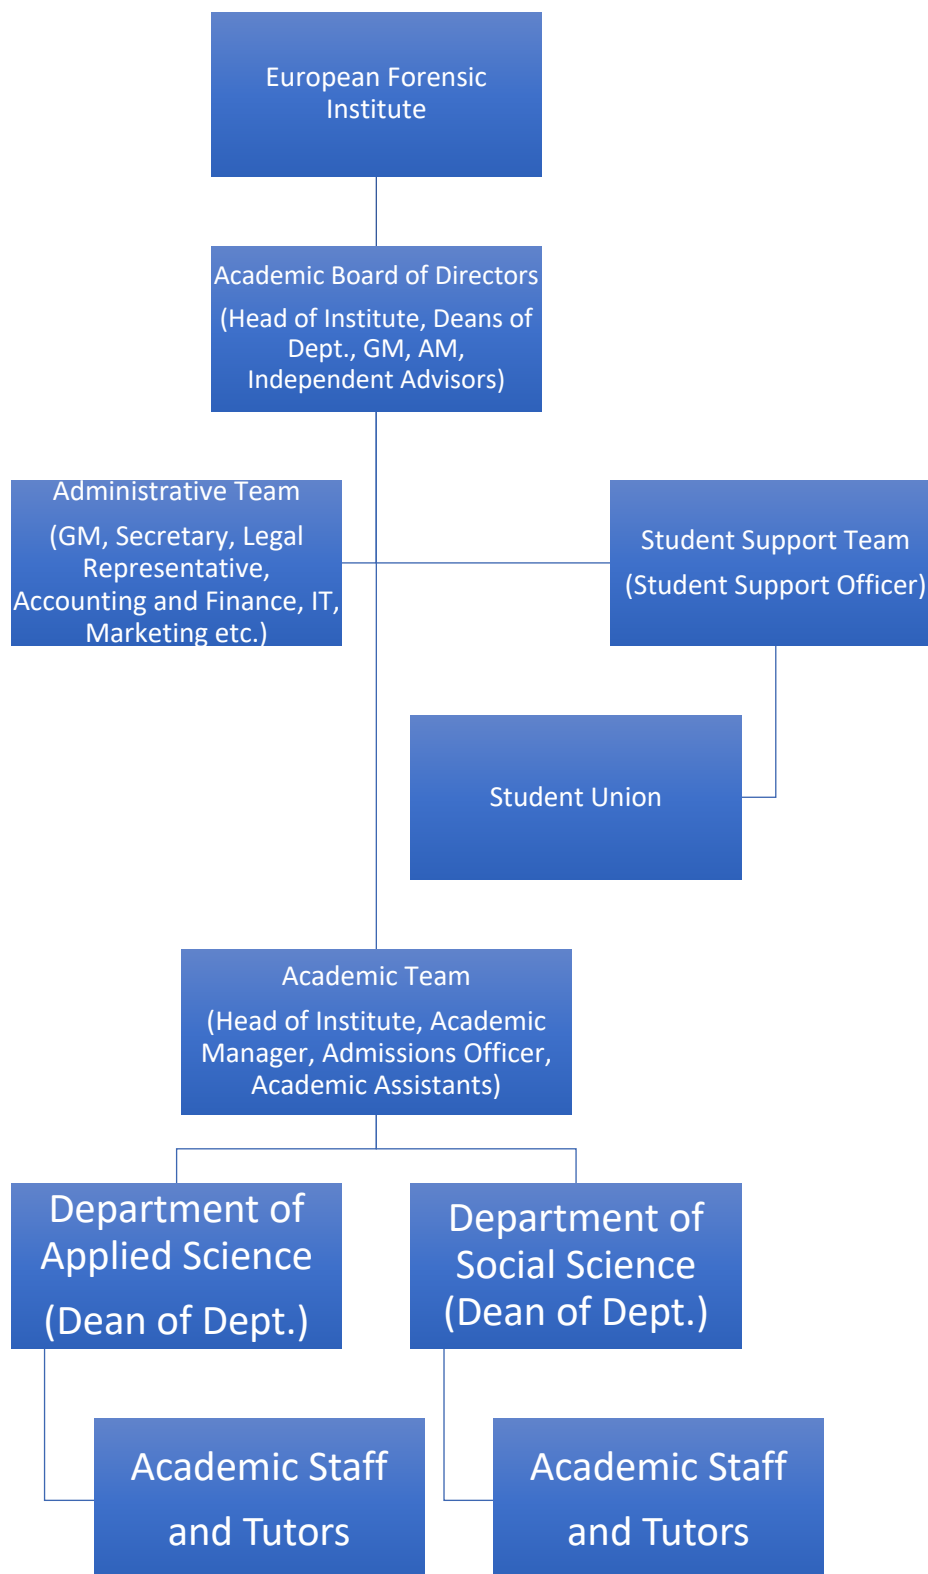 European Forensic
Institute
Academic Board of Directors
(Head of Institute, Deans of
Dept., GM, AM,
Independent Advisors)
Administrative Team
(GM, Secretary, Legal
Representative,
Accounting and Finance, IT,
Marketing etc.)
Student Support Team
(Student Support Officer)
Student Union
Academic Team
(Head of Institute, Academic
Manager, Admissions Officer,
Academic Assistants)
Department of
Applied Science
(Dean of Dept.)
Department of
Social Science
(Dean of Dept.)
Academic Staff
and Tutors
Academic Staff
and Tutors